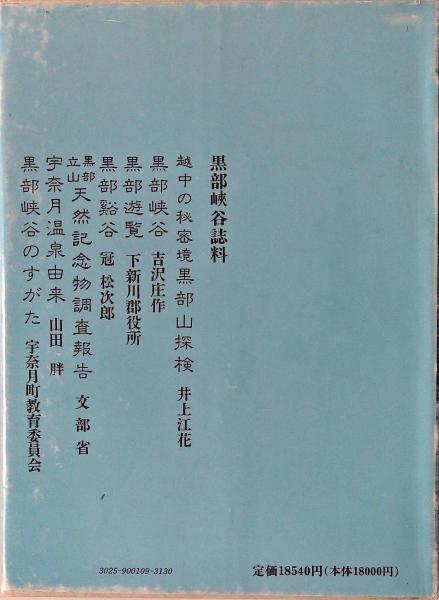 黒部峡谷誌料
越中の秘密境黒部山探検 井上江花
黒部峡谷 吉沢庄作
黒部遊覧 下新川郡役所
黒部谿谷 冠 松次郎
黒部立山天然記念物調査報告 文部省
宇奈月温泉由来 山田 胖
黒部峡谷のすがた 宇奈月町教育委員会
3025-900109-3130
定価18540円(本体18000円)